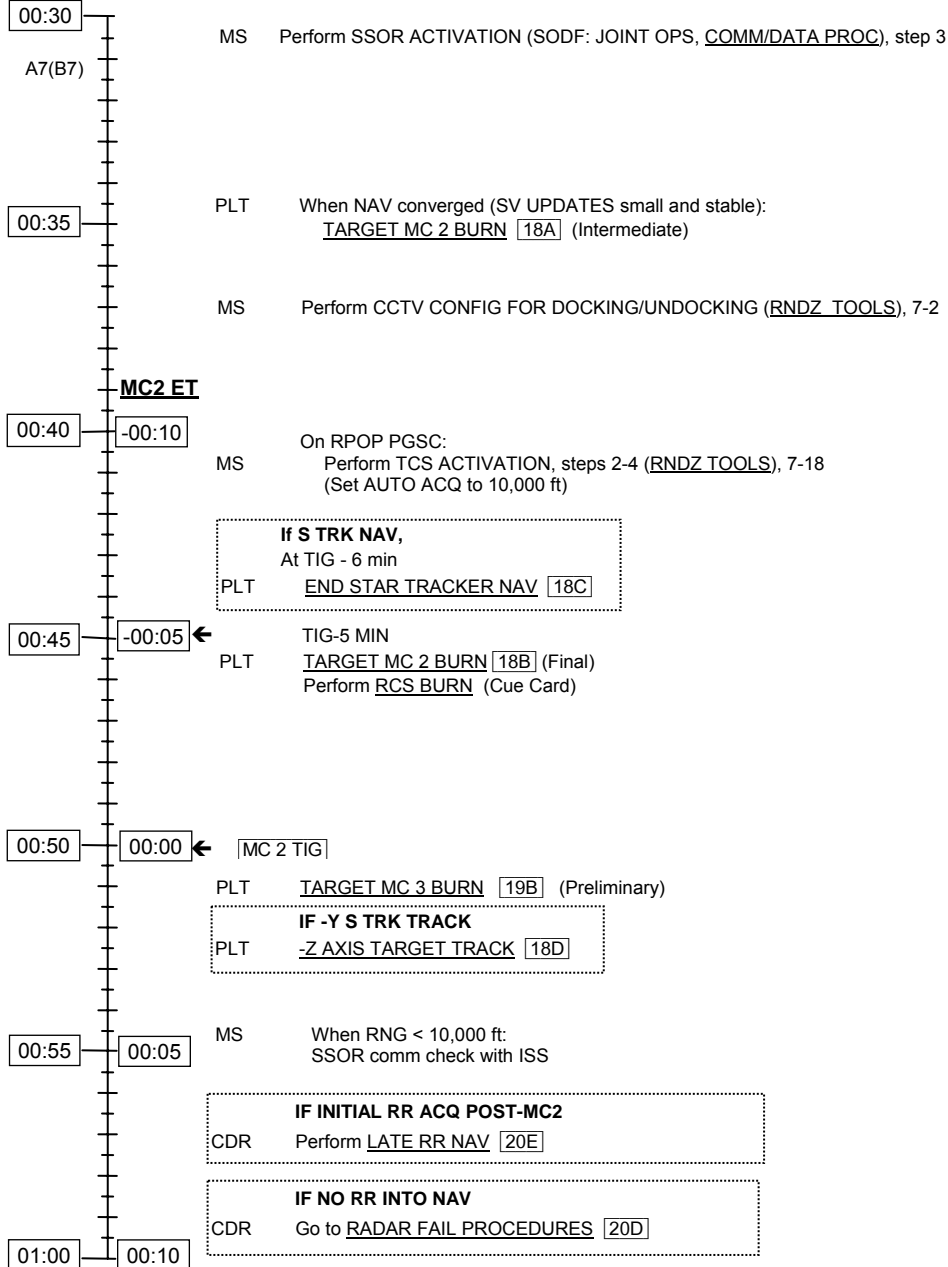 00:30
MS Perform SSOR ACTIVATION (SODF: JOINT OPS, COMM/DATA PROC), step 3
A7(B7)
PLT When NAV converged (SV UPDATES small and stable):
00:35
TARGET MC 2 BURN 18A (Intermediate)
MS Perform CCTV CONFIG FOR DOCKING/UNDOCKING (RNDZ TOOLS), 7-2
MC2 ET
00:40 -00:10
On RPOP PGSC:
MS Perform TCS ACTIVATION, steps 2-4 (RNDZ TOOLS), 7-18
(Set AUTO ACQ to 10,000 ft)
If S TRK NAV,
At TIG - 6 min
PLT END STAR TRACKER NAV 18C
00:45 -00:05 ← TIG-5 MIN
PLT TARGET MC 2 BURN 18B (Final)
Perform RCS BURN (Cue Card)
00:50 00:00 ← MC 2 TIG
PLT TARGET MC 3 BURN 19B (Preliminary)
IF -Y S TRK TRACK
PLT -Z AXIS TARGET TRACK 18D
MS When RNG < 10,000 ft:
00:55 00:05 SSOR comm check with ISS
IF INITIAL RR ACQ POST-MC2
CDR Perform LATE RR NAV 20E
IF NO RR INTO NAV
CDR Go to RADAR FAIL PROCEDURES 20D
01:00 00:10